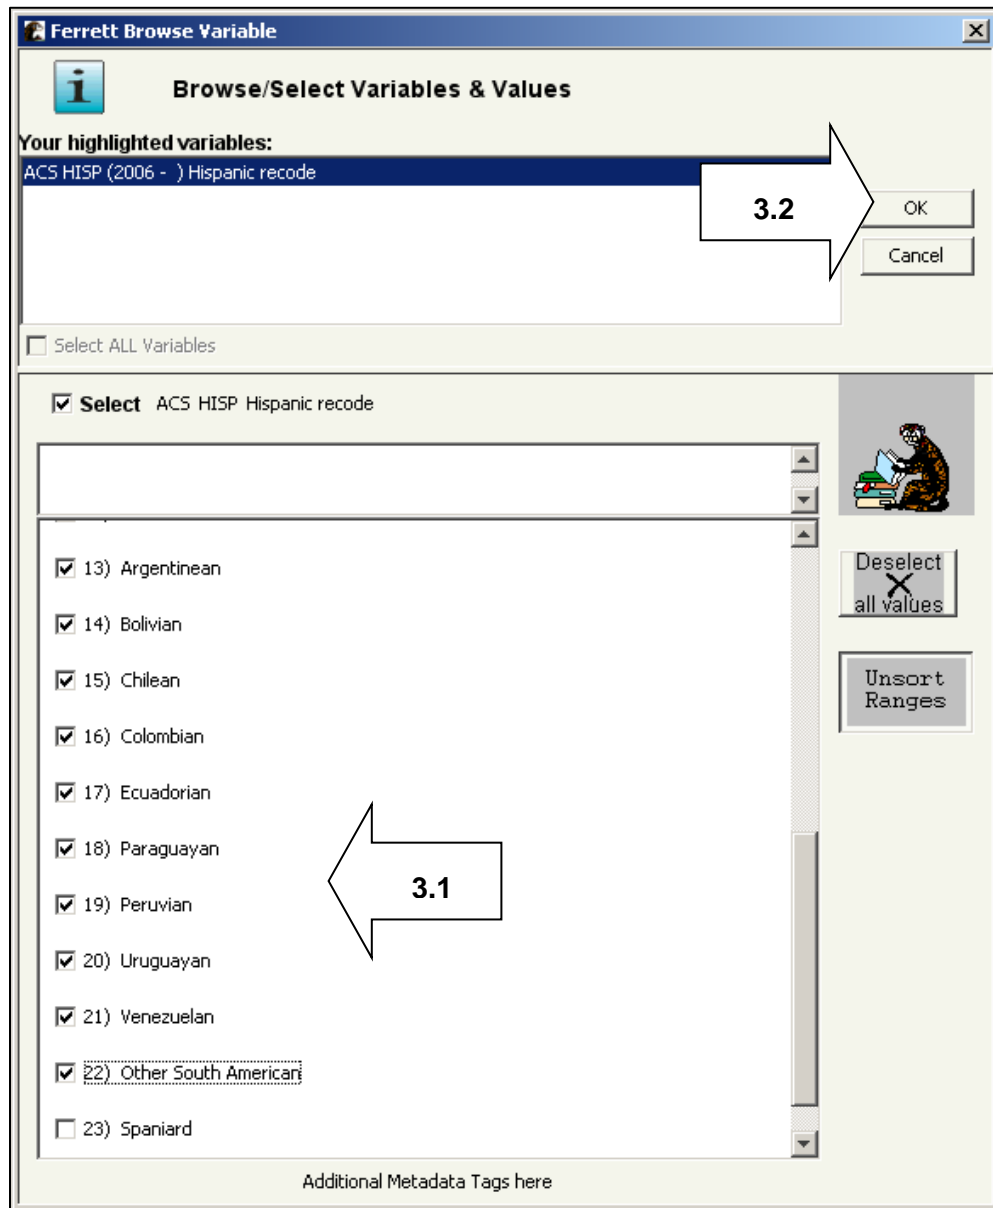 Ferrett Browse Variable
i Browse/Select Variables & Values
Your highlighted variables:
ACS HISP (2006 - ) Hispanic recode
3.2
OK
Cancel
Select ALL Variables
Select ACS HISP Hispanic recode
13) Argentinean
14) Bolivian
15) Chilean
16) Colombian
17) Ecuadorian
18) Paraguayan
19) Peruvian
20) Uruguayan
21) Venezuelan
22) Other South American
23) Spaniard
3.1
Deselect
X
all values
Unsort
Ranges
Additional Metadata Tags here